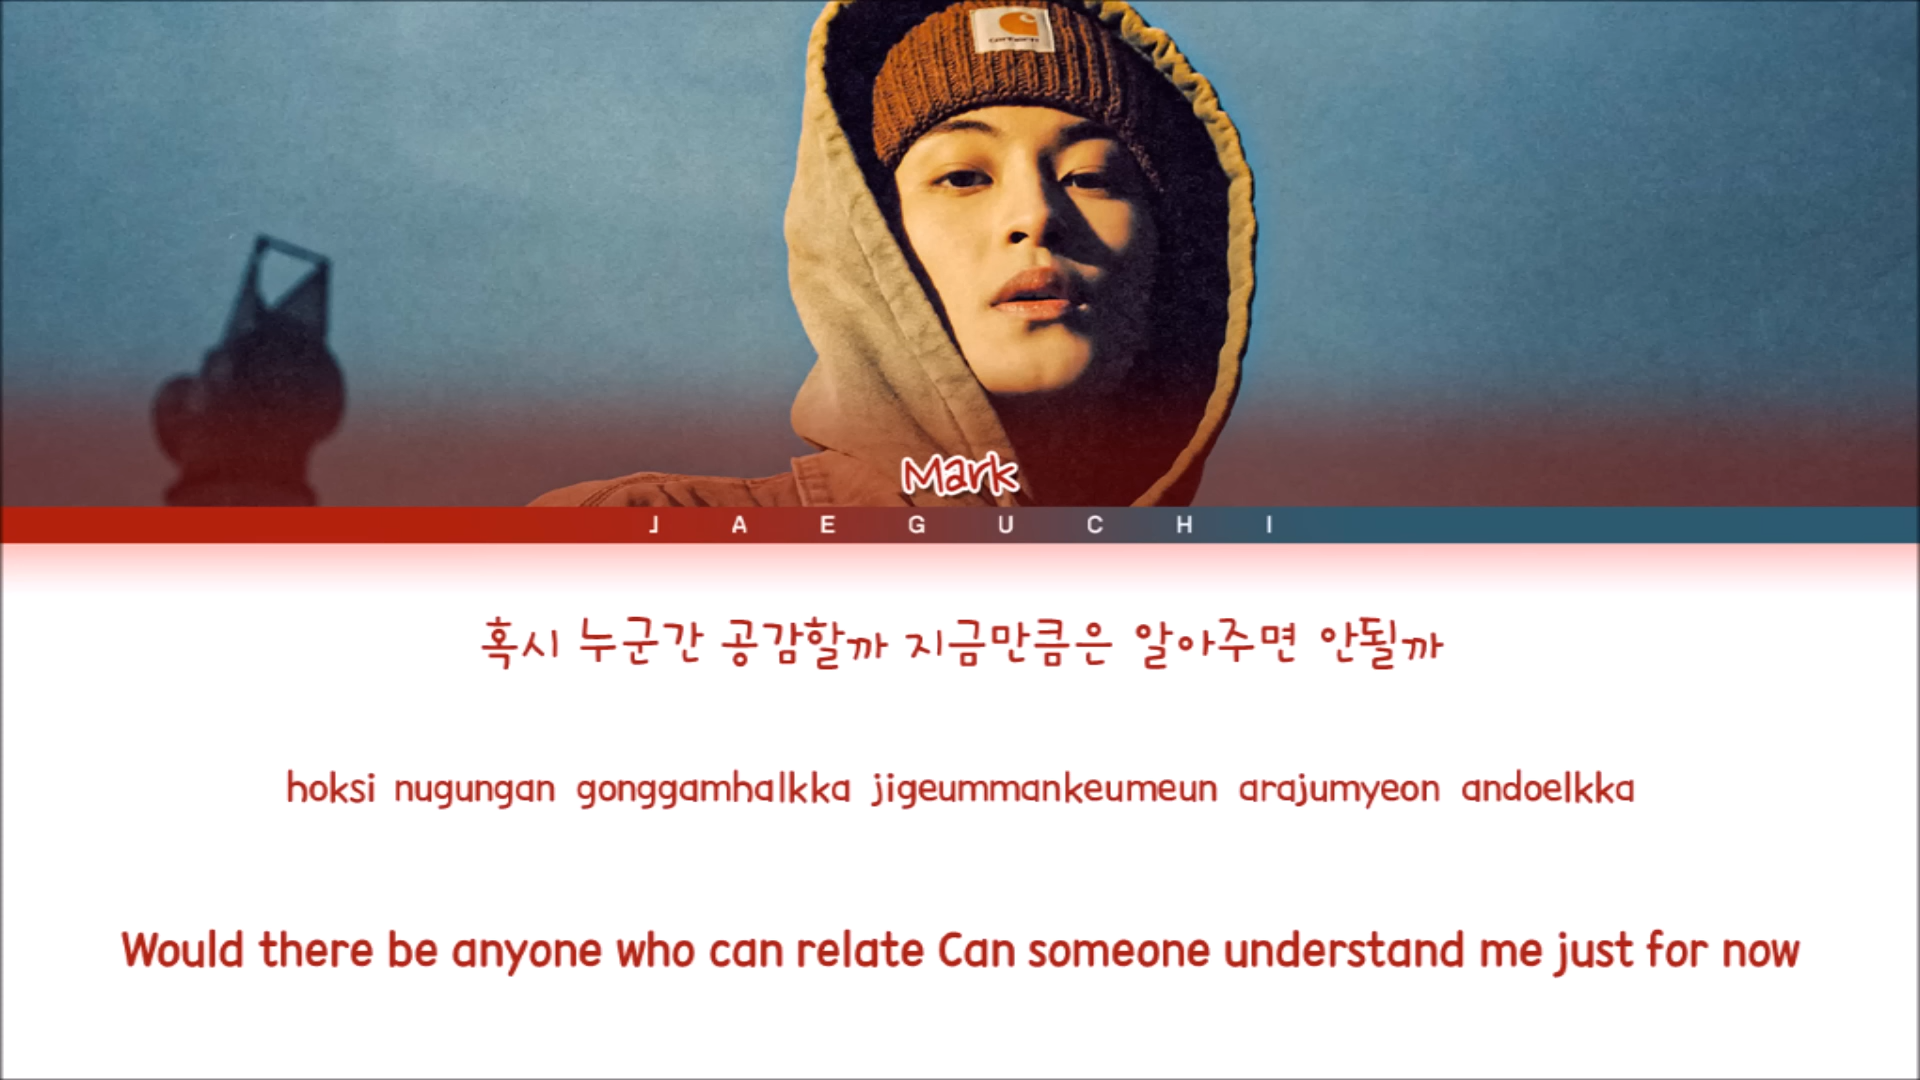 carhartt
Mark
JAEGUCHI
혹시 누군간 공감할까 지금만큼은 알아주면 안될까
hoksi nugungan gonggamhalkka jigeummankeumeun arajumyeon andoelkka
Would there be anyone who can relate Can someone understand me just for now